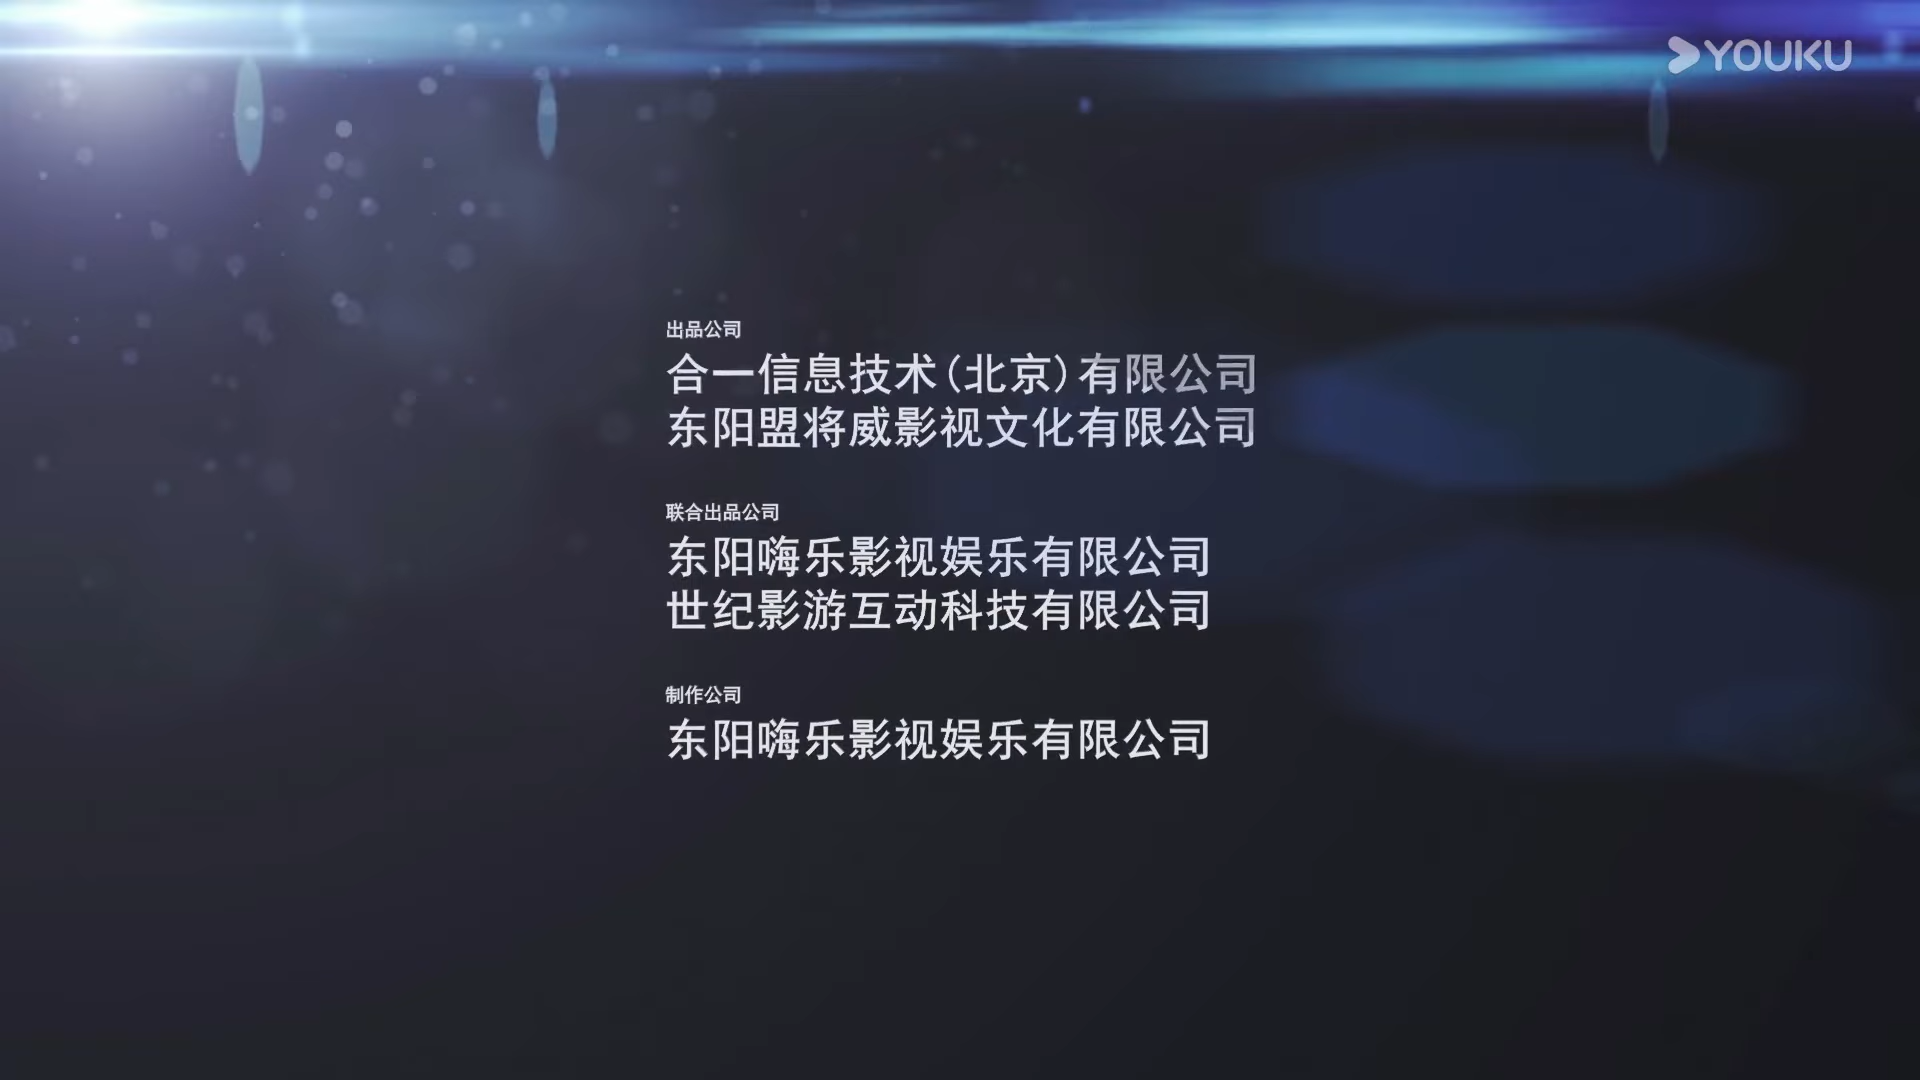 YOUKU
出品公司
合一信息技术(北京)有限公司
东阳盟将威影视文化有限公司
联合出品公司
东阳嗨乐影视娱乐有限公司
世纪影游互动科技有限公司
制作公司
东阳嗨乐影视娱乐有限公司